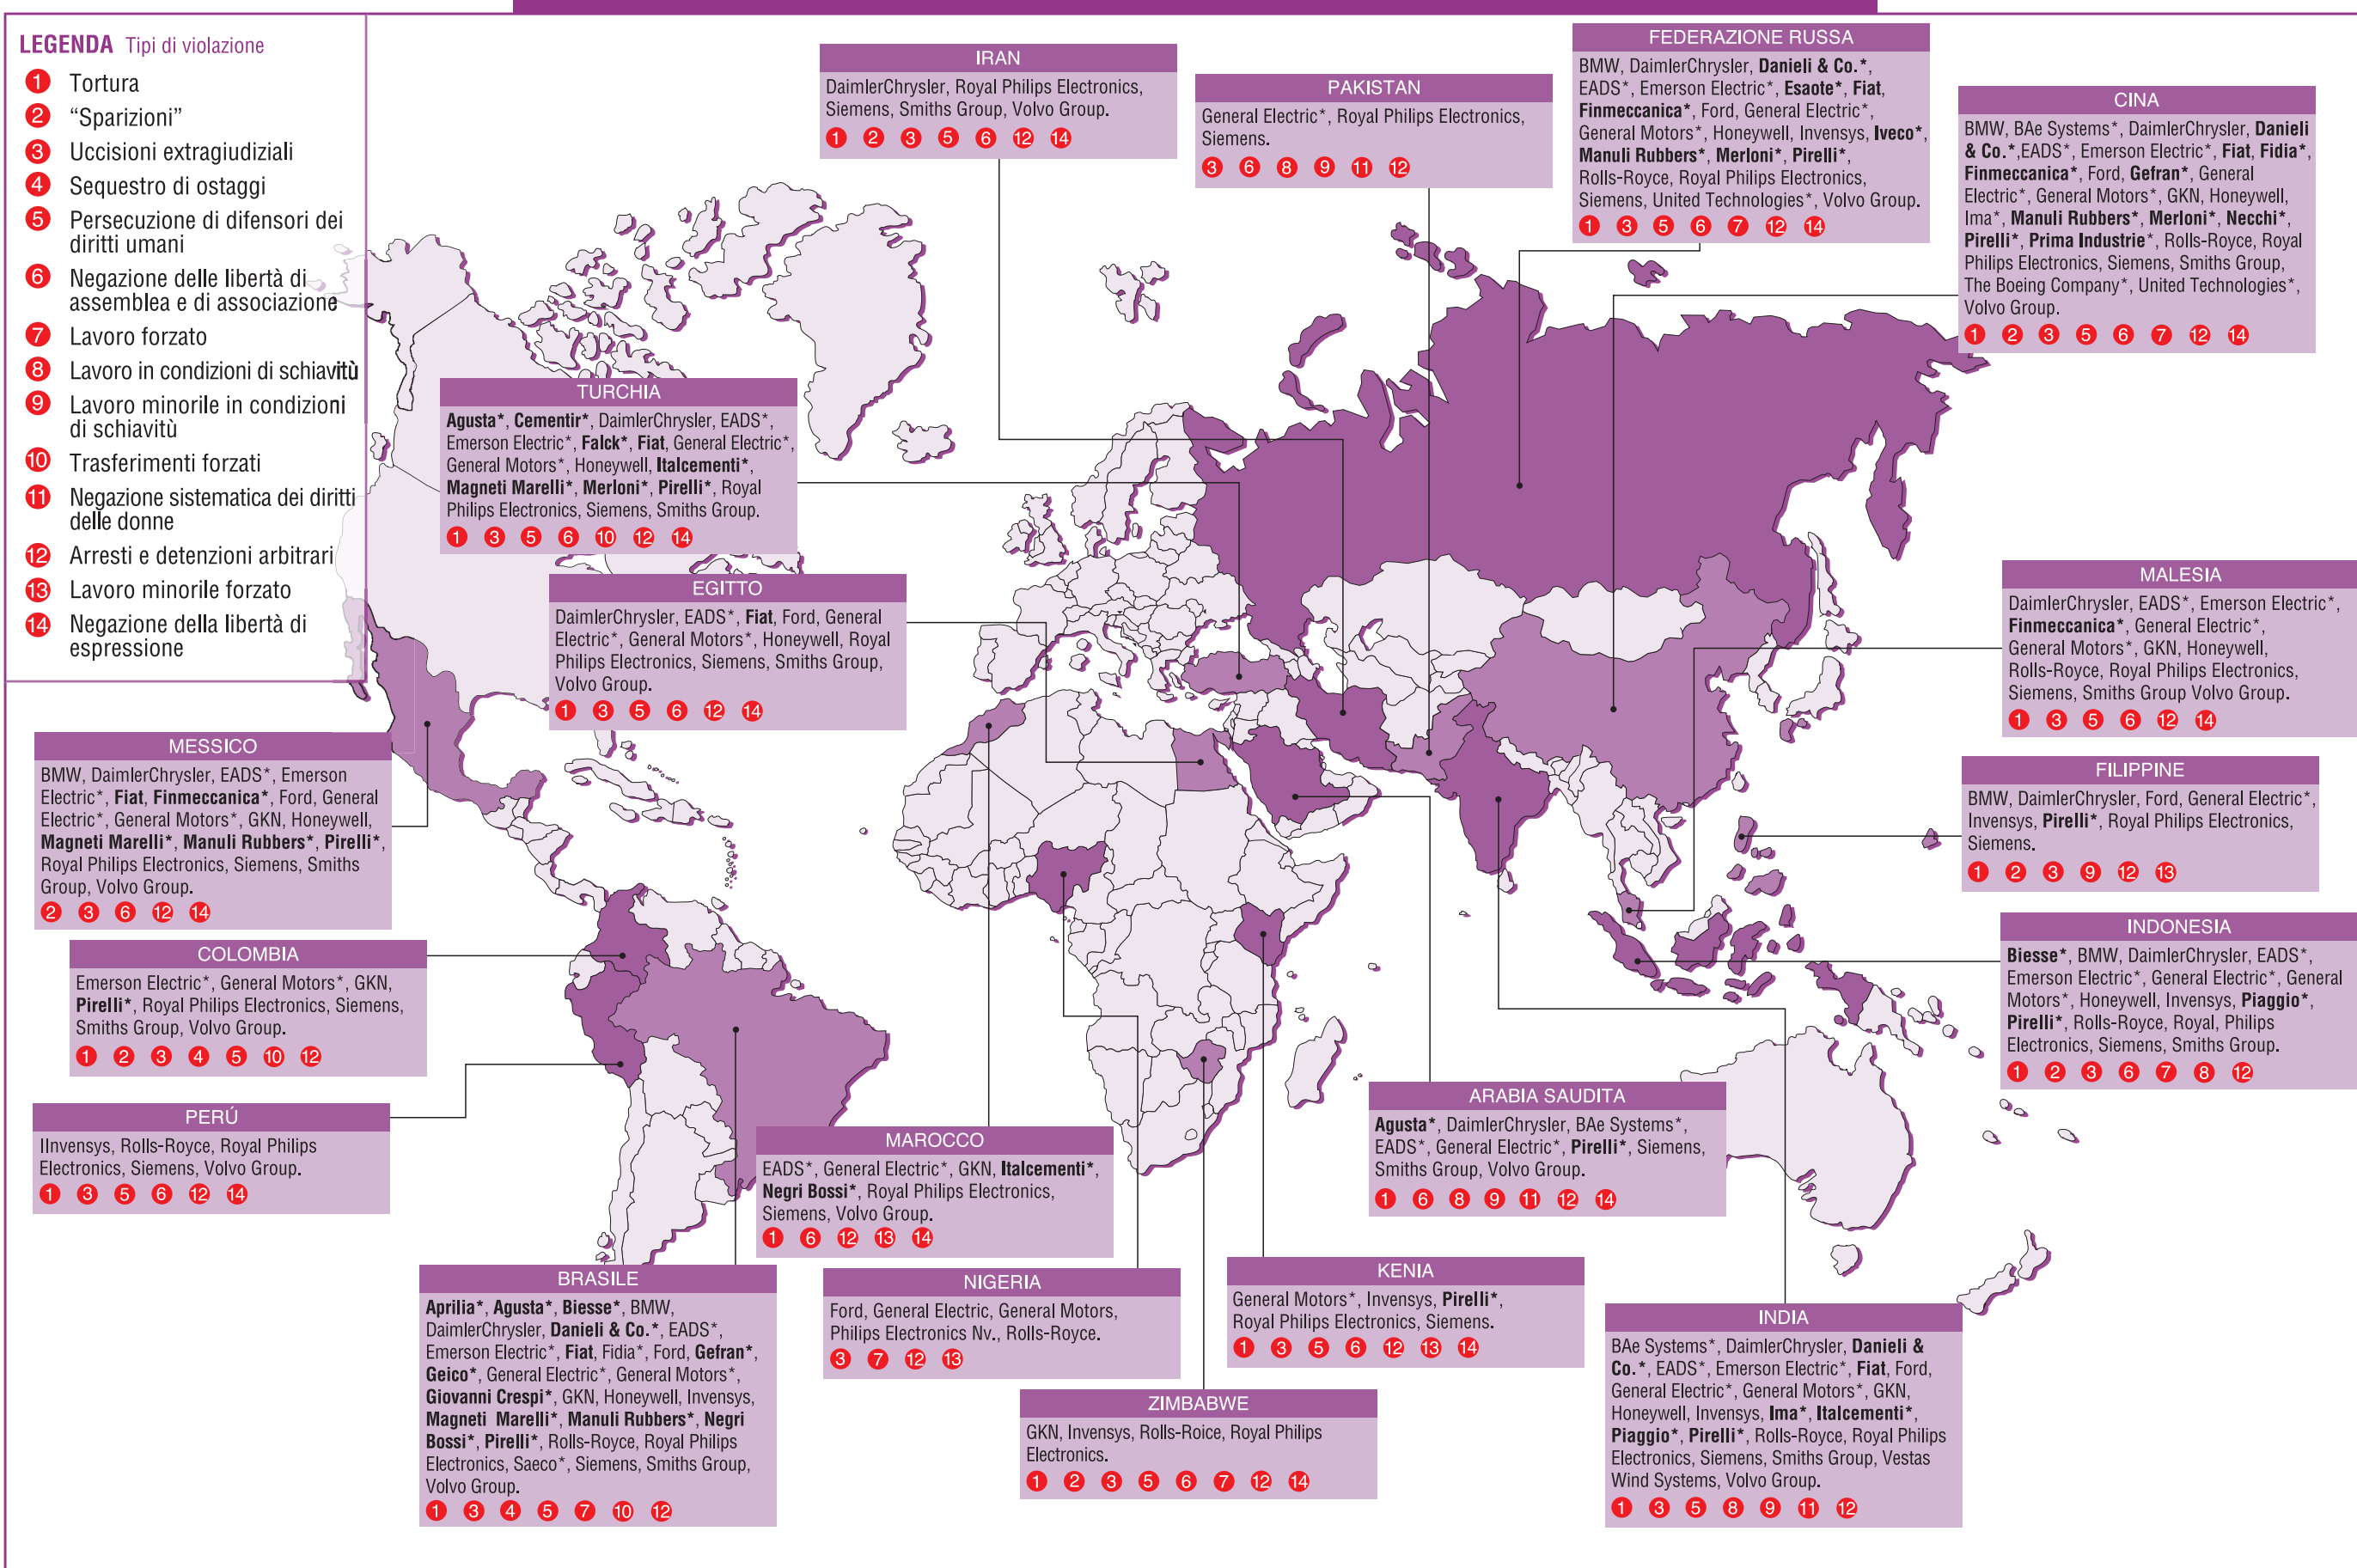 LEGENDA Tipi di violazione
1 Tortura
2 “Sparizioni”
3 Uccisioni extragiudiziali
4 Sequestro di ostaggi
5 Persecuzione di difensori dei
diritti umani
6 Negazione delle libertà di
assemblea e di associazione
7 Lavoro forzato
8 Lavoro in condizioni di schiavitù
9 Lavoro minorile in condizioni
di schiavitù
10 Trasferimenti forzati
11 Negazione sistematica dei diritti
delle donne
12 Arresti e detenzioni arbitrari
13 Lavoro minorile forzato
14 Negazione della libertà di
espressione
IRAN
DaimlerChrysler, Royal Philips Electronics,
Siemens, Smiths Group, Volvo Group.
1 2 3 5 6 12 14
PAKISTAN
General Electric*, Royal Philips Electronics,
Siemens.
3 6 8 9 11 12
FEDERAZIONE RUSSA
BMW, DaimlerChrysler, Danieli & Co.*,
EADS*, Emerson Electric*, Esaote*, Fiat,
Finmeccanica*, Ford, General Electric*,
General Motors*, Honeywell, Invensys, Iveco*,
Manuli Rubbers*, Merloni*, Pirelli*,
Rolls-Royce, Royal Philips Electronics,
Siemens, United Technologies*, Volvo Group.
1 3 5 6 7 12 14
CINA
BMW, BAe Systems*, DaimlerChrysler, Danieli
& Co.*,EADS*, Emerson Electric*, Fiat, Fidia*,
Finmeccanica*, Ford, Gefran*, General
Electric*, General Motors*, GKN, Honeywell,
Ima*, Manuli Rubbers*, Merloni*, Necchi*,
Pirelli*, Prima Industrie*, Rolls-Royce, Royal
Philips Electronics, Siemens, Smiths Group,
The Boeing Company*, United Technologies*,
Volvo Group.
1 2 3 5 6 7 12 14
TURCHIA
Agusta*, Cementir*, DaimlerChrysler, EADS*,
Emerson Electric*, Falck*, Fiat, General Electric*,
General Motors*, Honeywell, Italcementi*,
Magneti Marelli*, Merloni*, Pirelli*, Royal
Philips Electronics, Siemens, Smiths Group.
1 3 5 6 10 12 14
EGITTO
DaimlerChrysler, EADS*, Fiat, Ford, General
Electric*, General Motors*, Honeywell, Royal
Philips Electronics, Siemens, Smiths Group,
Volvo Group.
1 3 5 6 12 14
MALESIA
DaimlerChrysler, EADS*, Emerson Electric*,
Finmeccanica*, General Electric*,
General Motors*, GKN, Honeywell,
Rolls-Royce, Royal Philips Electronics,
Siemens, Smiths Group Volvo Group.
1 3 5 6 12 14
MESSICO
BMW, DaimlerChrysler, EADS*, Emerson
Electric*, Fiat, Finmeccanica*, Ford, General
Electric*, General Motors*, GKN, Honeywell,
Magneti Marelli*, Manuli Rubbers*, Pirelli*,
Royal Philips Electronics, Siemens, Smiths
Group, Volvo Group.
2 3 6 12 14
FILIPPINE
BMW, DaimlerChrysler, Ford, General Electric*,
Invensys, Pirelli*, Royal Philips Electronics,
Siemens.
1 2 3 9 12 13
COLOMBIA
Emerson Electric*, General Motors*, GKN,
Pirelli*, Royal Philips Electronics, Siemens,
Smiths Group, Volvo Group.
1 2 3 4 5 10 12
INDONESIA
Biesse*, BMW, DaimlerChrysler, EADS*,
Emerson Electric*, General Electric*, General
Motors*, Honeywell, Invensys, Piaggio*,
Pirelli*, Rolls-Royce, Royal, Philips
Electronics, Siemens, Smiths Group.
1 2 3 6 7 8 12
PERÚ
IInvensys, Rolls-Royce, Royal Philips
Electronics, Siemens, Volvo Group.
1 3 5 6 12 14
MAROCCO
EADS*, General Electric*, GKN, Italcementi*,
Negri Bossi*, Royal Philips Electronics,
Siemens, Volvo Group.
1 6 12 13 14
ARABIA SAUDITA
Agusta*, DaimlerChrysler, BAe Systems*,
EADS*, General Electric*, Pirelli*, Siemens,
Smiths Group, Volvo Group.
1 6 8 9 11 12 14
BRASILE
Aprilia*, Agusta*, Biesse*, BMW,
DaimlerChrysler, Danieli & Co.*, EADS*,
Emerson Electric*, Fiat, Fidia*, Ford, Gefran*,
Geico*, General Electric*, General Motors*,
Giovanni Crespi*, GKN, Honeywell, Invensys,
Magneti Marelli*, Manuli Rubbers*, Negri
Bossi*, Pirelli*, Rolls-Royce, Royal Philips
Electronics, Saeco*, Siemens, Smiths Group,
Volvo Group.
1 3 4 5 7 10 12
NIGERIA
Ford, General Electric, General Motors,
Philips Electronics Nv., Rolls-Royce.
3 7 12 13
KENIA
General Motors*, Invensys, Pirelli*,
Royal Philips Electronics, Siemens.
1 3 5 6 12 13 14
ZIMBABWE
GKN, Invensys, Rolls-Roice, Royal Philips
Electronics.
1 2 3 5 6 7 12 14
INDIA
BAe Systems*, DaimlerChrysler, Danieli &
Co.*, EADS*, Emerson Electric*, Fiat, Ford,
General Electric*, General Motors*, GKN,
Honeywell, Invensys, Ima*, Italcementi*,
Piaggio*, Pirelli*, Rolls-Royce, Royal Philips
Electronics, Siemens, Smiths Group, Vestas
Wind Systems, Volvo Group.
1 3 5 8 9 11 12